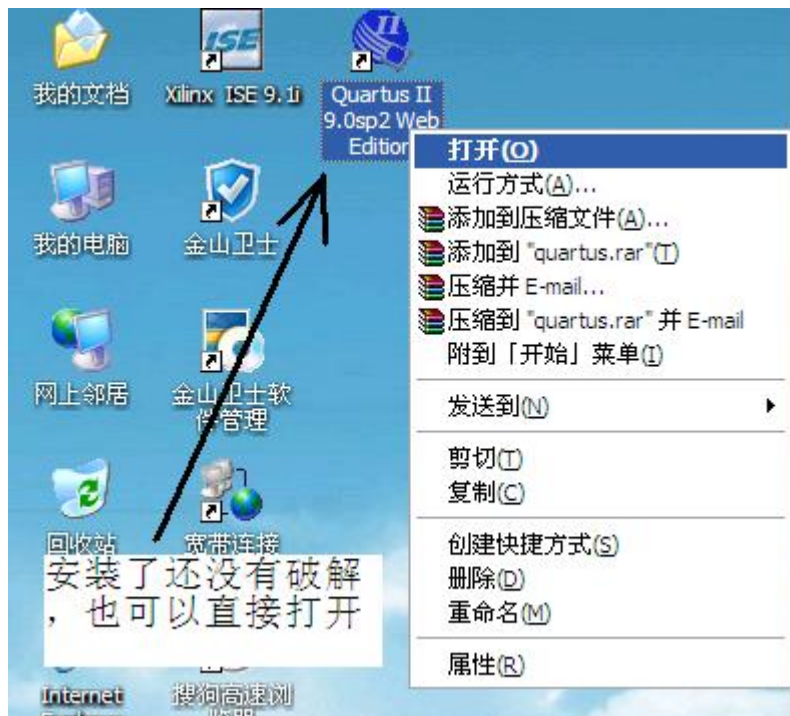 ISE
II
我的文档
Xilinx ISE 9.1i
Quartus II
9.0sp2 Web
Edition
打开(O)
运行方式(A)...
添加到压缩文件(A)...
添加到 "quartus.rar"(T)
压缩并 E-mail...
压缩到 "quartus.rar" 并 E-mail
附到「开始」菜单(I)
发送到(N)
剪切(T)
复制(C)
创建快捷方式(S)
删除(D)
重命名(M)
属性(R)
我的电脑
金山卫士
网上邻居
金山卫士软
件管理
回收站
宽带连接
安装了还没有破解
，也可以直接打开
Internet
搜狗高速浏